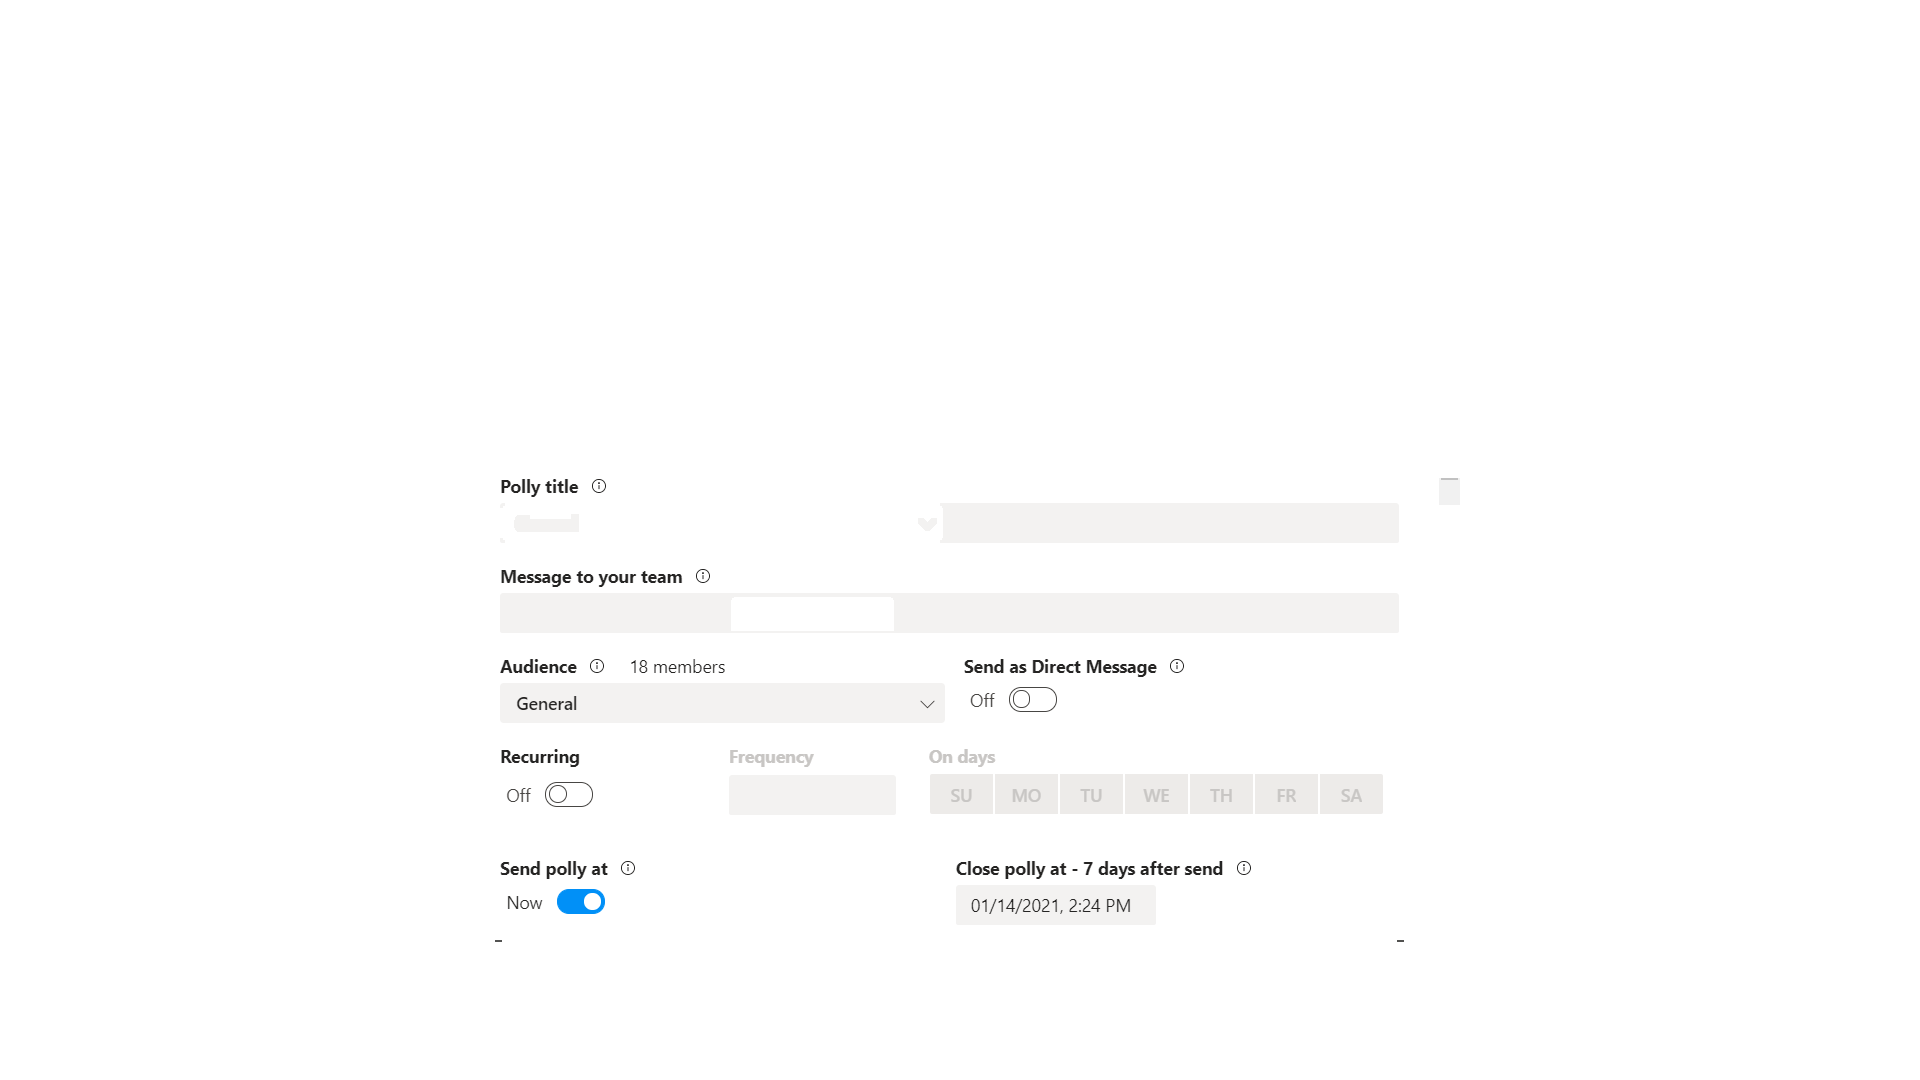 Polly title
Message to your team
Audience 18 members Send as Direct Message
General Off
Recurring Frequency On days
Off SU MO TU WE TH FR SA
Send polly at Close polly at - 7 days after send
Now 01/14/2021, 2:24 PM